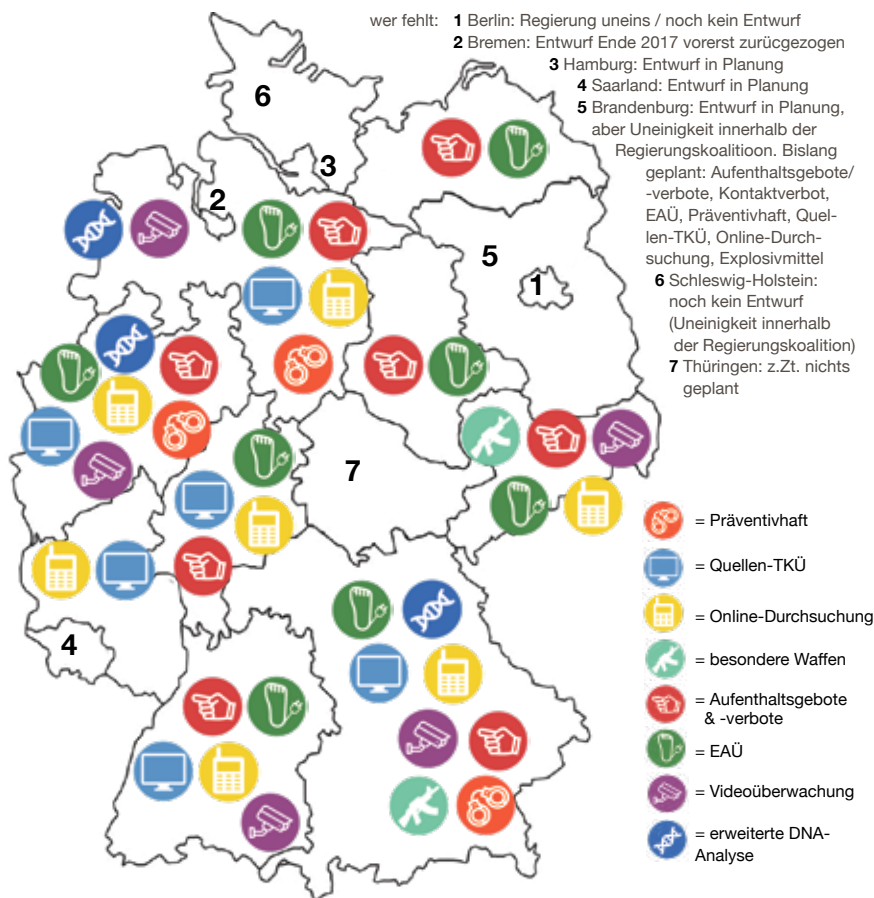 wer fehlt: 1 Berlin: Regierung uneins / noch kein Entwurf
2 Bremen: Entwurf Ende 2017 vorerst zurücgezogen
3 Hamburg: Entwurf in Planung
4 Saarland: Entwurf in Planung
5 Brandenburg: Entwurf in Planung,
aber Uneinigkeit innerhalb der
Regierungskoalitioon. Bislang
geplant: Aufenthaltsgebote/
-verbote, Kontaktverbot,
EAÜ, Präventivhaft, Quel-
len-TKÜ, Online-Durch-
suchung, Explosivmittel
6 Schleswig-Holstein:
noch kein Entwurf
(Uneinigkeit innerhalb
der Regierungskoalition)
7 Thüringen: z.Zt. nichts
geplant
6
3
2
5
1
7
4
= Präventivhaft
= Quellen-TKÜ
= Online-Durchsuchung
= besondere Waffen
= Aufenthaltsgebote
& -verbote
= EAÜ
= Videoüberwachung
= erweiterte DNA-
Analyse